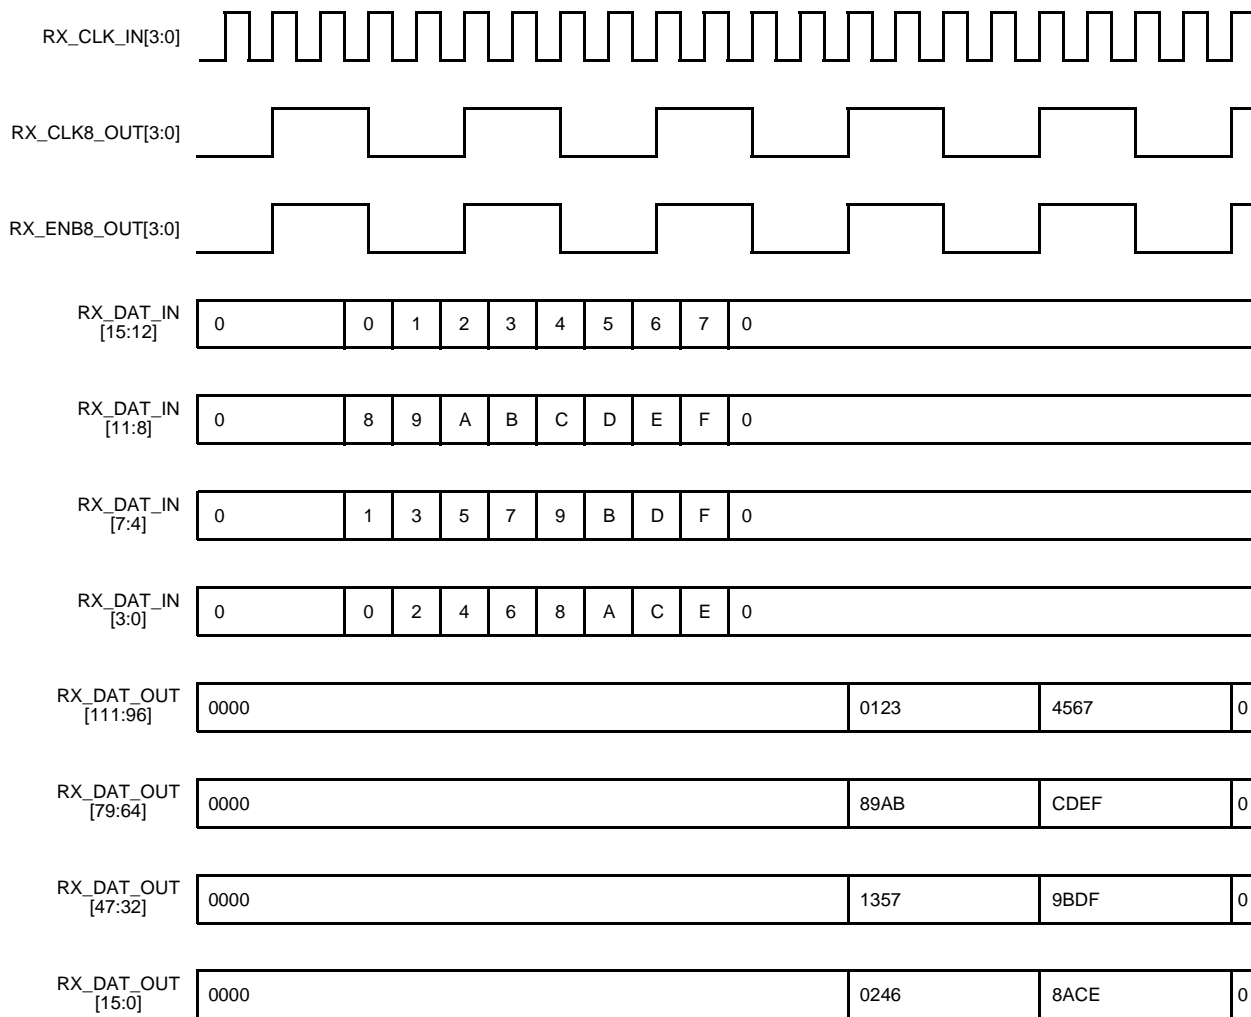 RX_CLK_IN[3:0]
RX_CLK8_OUT[3:0]
RX_ENB8_OUT[3:0]
RX_DAT_IN
[15:12]
0 0 1 2 3 4 5 6 7 0
RX_DAT_IN
[11:8]
0 8 9 A B C D E F 0
RX_DAT_IN
[7:4]
0 1 3 5 7 9 B D F 0
RX_DAT_IN
[3:0]
0 0 2 4 6 8 A C E 0
RX_DAT_OUT
[111:96]
0000 0123 4567 0
RX_DAT_OUT
[79:64]
0000 89AB CDEF 0
RX_DAT_OUT
[47:32]
0000 1357 9BDF 0
RX_DAT_OUT
[15:0]
0000 0246 8ACE 0